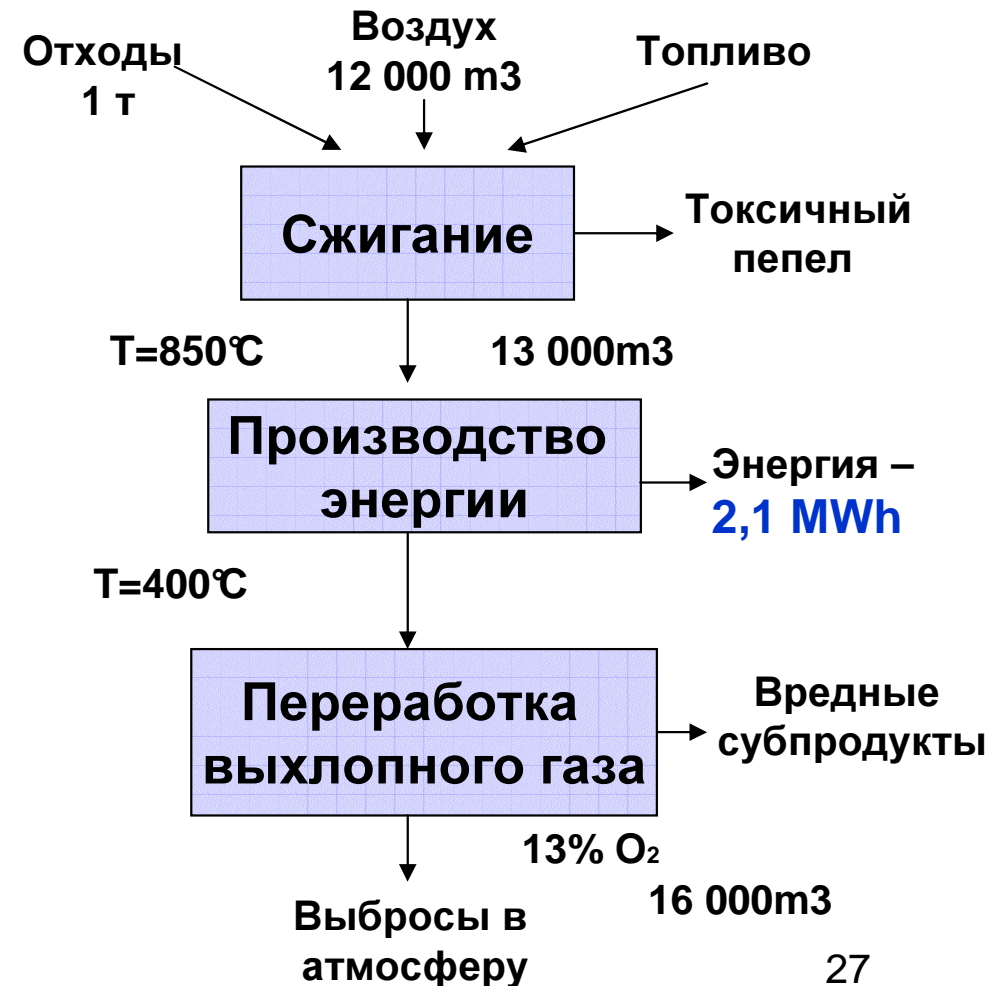 Отходы
1 т
Воздух
12 000 m3
Топливо
Сжигание
Токсичный
пепел
T=850°C
13 000m3
Производство
энергии
Энергия –
2,1 MWh
T=400°C
Переработка
выхлопного газа
Вредные
субпродукты
13% O₂
16 000m3
Выбросы в
атмосферу
27